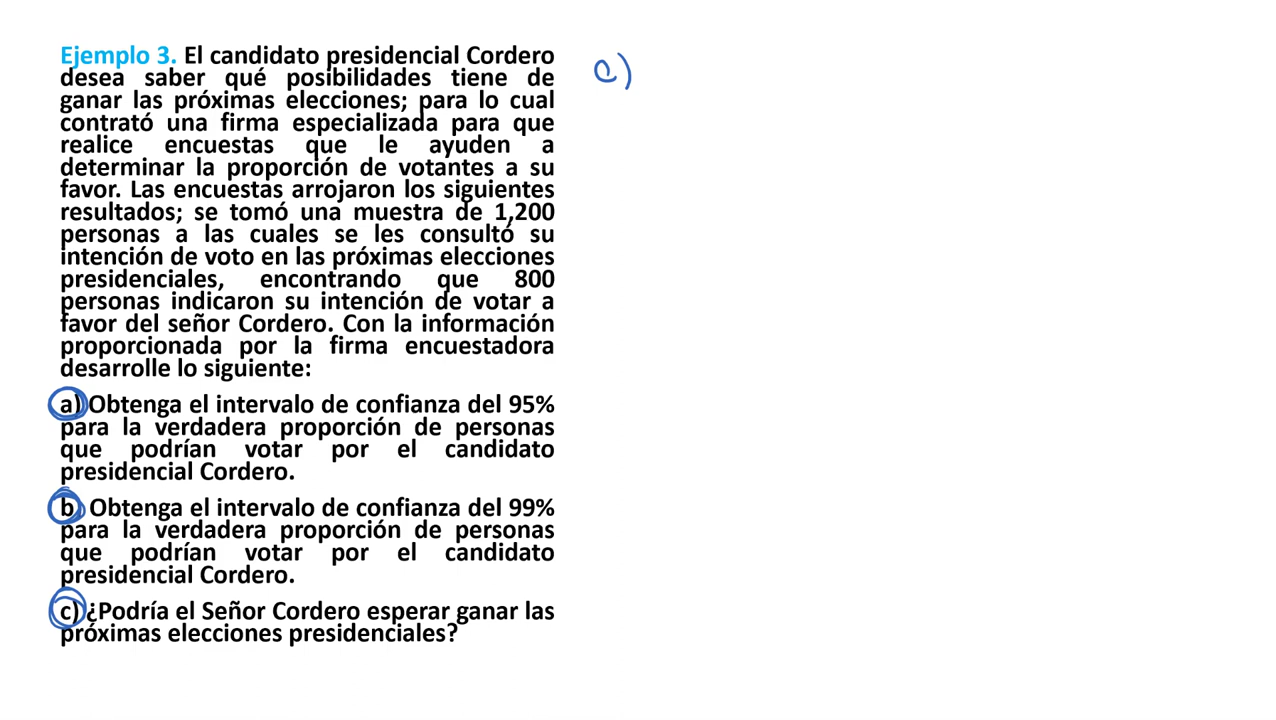 Ejemplo 3. El candidato presidencial Cordero
desea saber qué posibilidades tiene de
ganar las próximas elecciones; para lo cual
contrató una firma especializada para que
realice encuestas que le ayuden a
determinar la proporción de votantes a su
favor. Las encuestas arrojaron los siguientes
resultados; se tomó una muestra de 1,200
personas a las cuales se les consultó su
intención de voto en las próximas elecciones
presidenciales, encontrando que 800
personas indicaron su intención de votar a
favor del señor Cordero. Con la información
proporcionada por la firma encuestadora
desarrolle lo siguiente:
a) Obtenga el intervalo de confianza del 95%
para la verdadera proporción de personas
que podrían votar por el candidato
presidencial Cordero.
b) Obtenga el intervalo de confianza del 99%
para la verdadera proporción de personas
que podrían votar por el candidato
presidencial Cordero.
c) ¿Podría el Señor Cordero esperar ganar las
próximas elecciones presidenciales?
a)